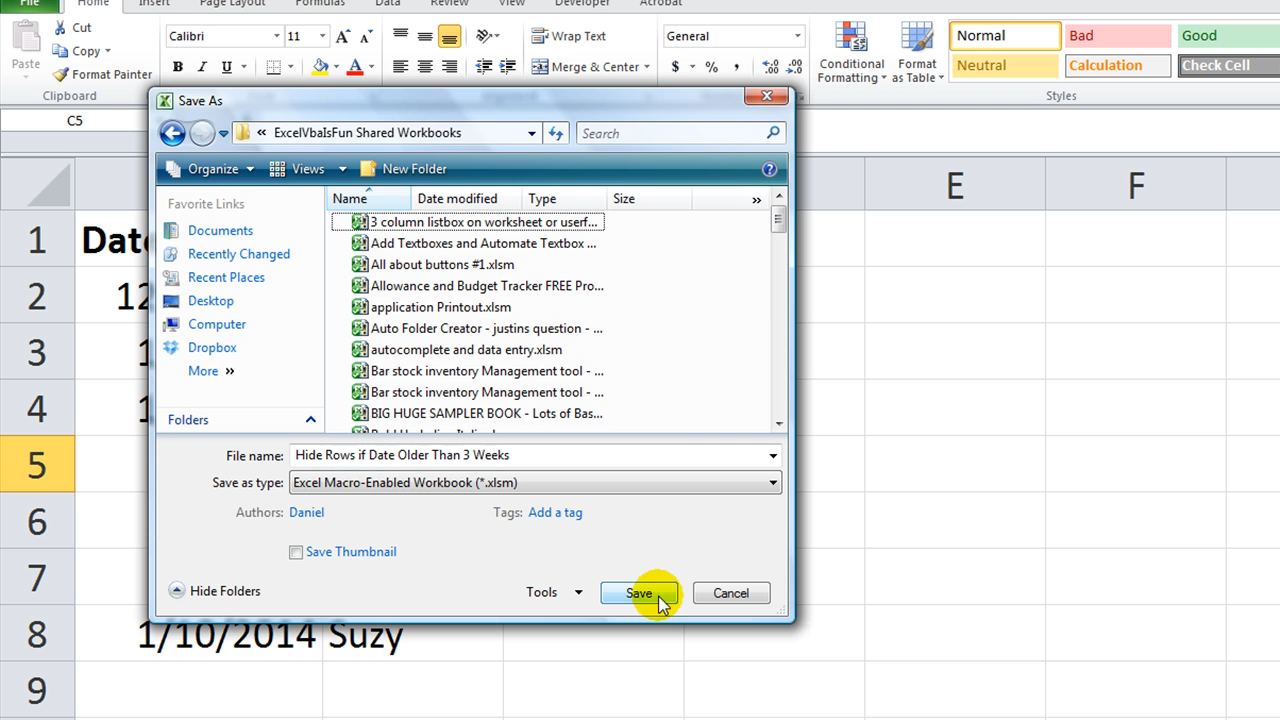 File Home Insert Page Layout Formulas Data Review View Developer Acrobat
Cut
Copy
Format Painter
Paste
Clipboard
Calibri 11
B I U
Wrap Text
Merge & Center
General
$ % ,
Conditional Formatting
Format as Table
Normal Bad Good
Neutral Calculation Check Cell
Styles
C5
Save As
ExcelVbaIsFun Shared Workbooks
Search
Organize Views New Folder
Favorite Links
Documents
Recently Changed
Recent Places
Desktop
Computer
Dropbox
More »
Folders
Name Date modified Type Size »
3 column listbox on worksheet or userf...
Add Textboxes and Automate Textbox ...
All about buttons #1.xlsm
Allowance and Budget Tracker FREE Pro...
application Printout.xlsm
Auto Folder Creator - justins question - ...
autocomplete and data entry.xlsm
Bar stock inventory Management tool - ...
Bar stock inventory Management tool - ...
BIG HUGE SAMPLER BOOK - Lots of Bas...
File name: Hide Rows if Date Older Than 3 Weeks
Save as type: Excel Macro-Enabled Workbook (*.xlsm)
Authors: Daniel Tags: Add a tag
Save Thumbnail
Hide Folders Tools Save Cancel
E F
1 Date
2 12
3 1
4 1
5
6
7
8 1/10/2014 Suzy
9